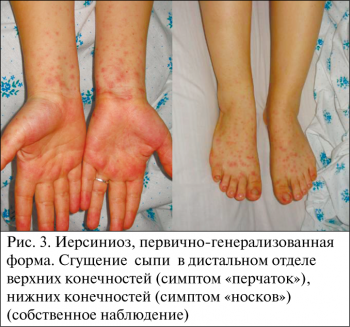 Рис. 3. Иерсиниоз, первично-генерализованная
форма. Сгущение сыпи в дистальном отделе
верхних конечностей (симптом «перчаток»),
нижних конечностей (симптом «носков»)
(собственное наблюдение)